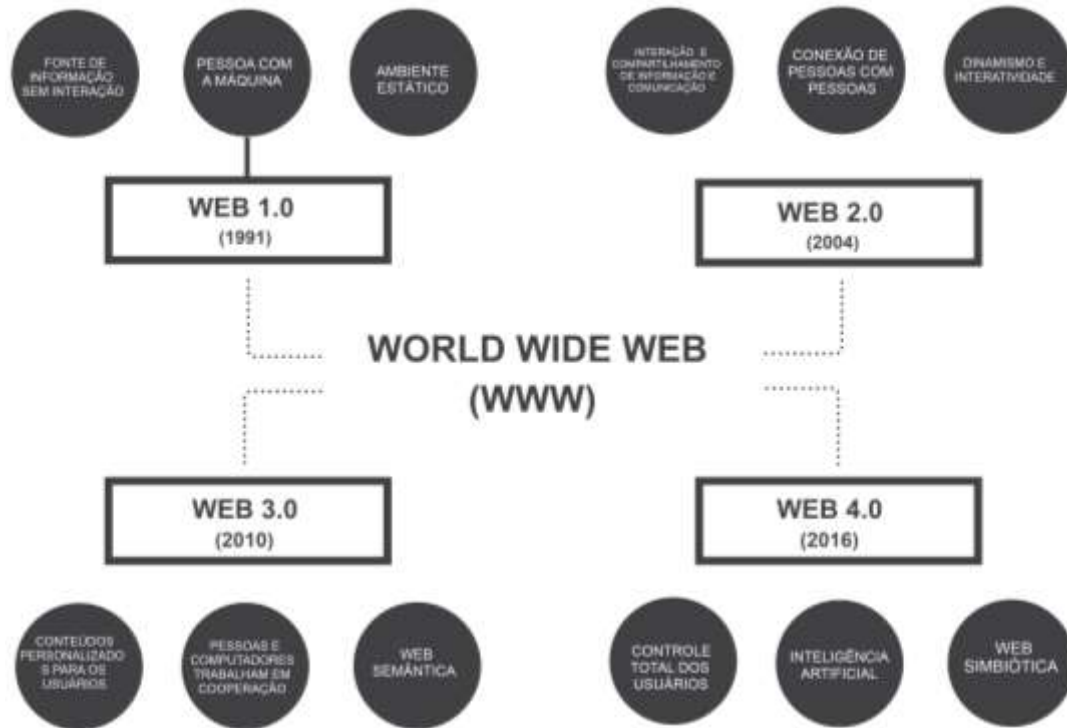 FONTE DE
INFORMAÇÃO
SEM INTERAÇÃO
PESSOA COM
A MÁQUINA
AMBIENTE
ESTÁTICO
INTERAÇÃO E
COMPARTILHAMENTO
DE INFORMAÇÃO E
COMUNICAÇÃO
CONEXÃO DE
PESSOAS COM
PESSOAS
DINAMISMO E
INTERATIVIDADE
WEB 1.0
(1991)
WEB 2.0
(2004)
WORLD WIDE WEB
(WWW)
WEB 3.0
(2010)
WEB 4.0
(2016)
CONTEÚDOS
PERSONALIZADO
S PARA OS
USUÁRIOS
PESSOAS E
COMPUTADORES
TRABALHAM EM
COOPERAÇÃO
WEB
SEMÂNTICA
CONTROLE
TOTAL DOS
USUÁRIOS
INTELIGÊNCIA
ARTIFICIAL
WEB
SIMBIÓTICA